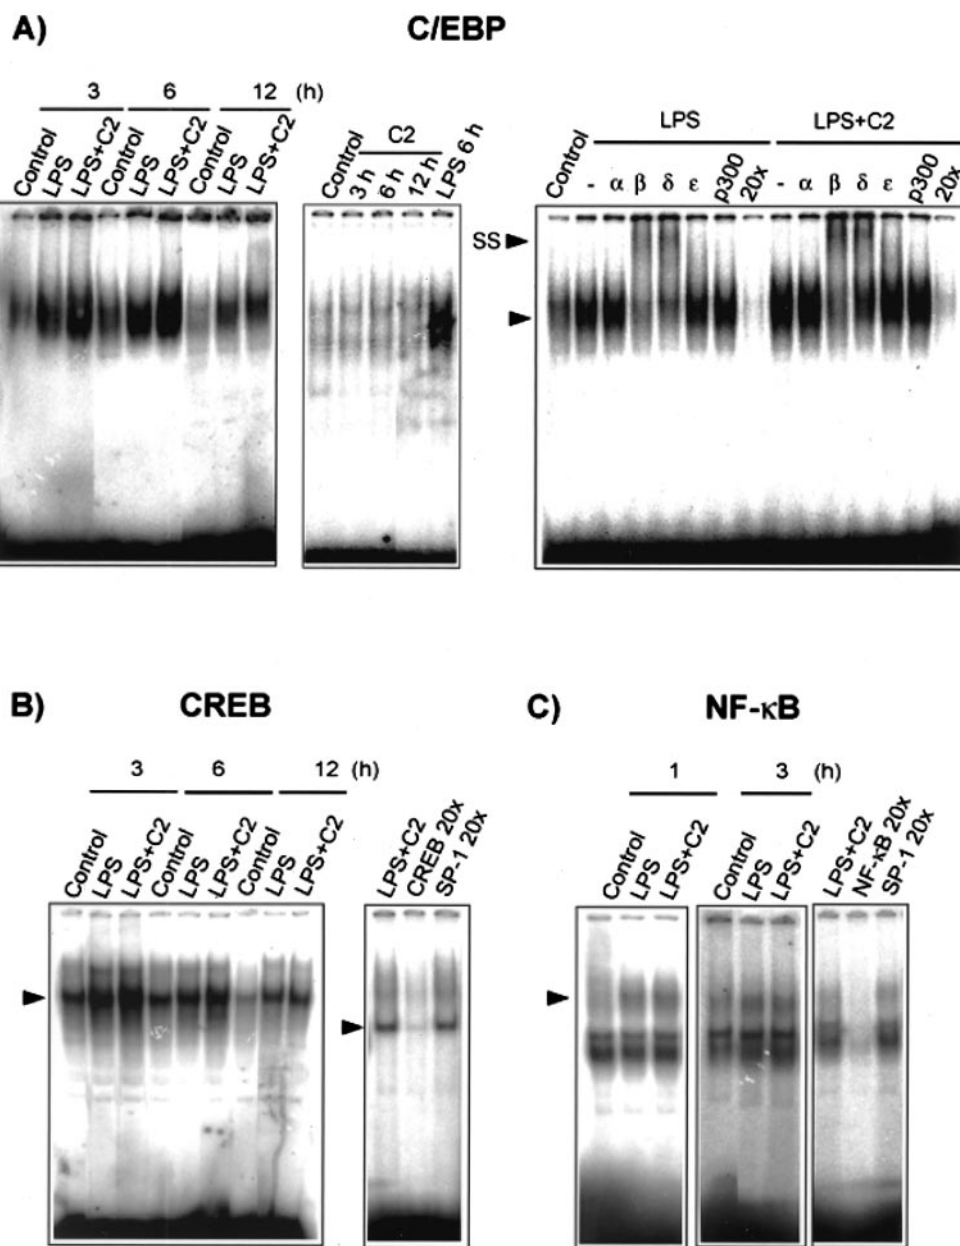 A) C/EBP
3 6 12 (h)
Control LPS LPS+C2 Control LPS LPS+C2 Control LPS LPS+C2
C2
Control 3 h 6 h 12 h LPS 6 h
LPS LPS+C2
Control - α β δ ε p300 20x - α β δ ε p300 20x
SS
B) CREB
3 6 12 (h)
Control LPS LPS+C2 Control LPS LPS+C2 Control LPS LPS+C2
LPS+C2 CREB 20x SP-1 20x
C) NF-κB
1 3 (h)
Control LPS LPS+C2 Control LPS LPS+C2
LPS+C2 NF-κB 20x SP-1 20x